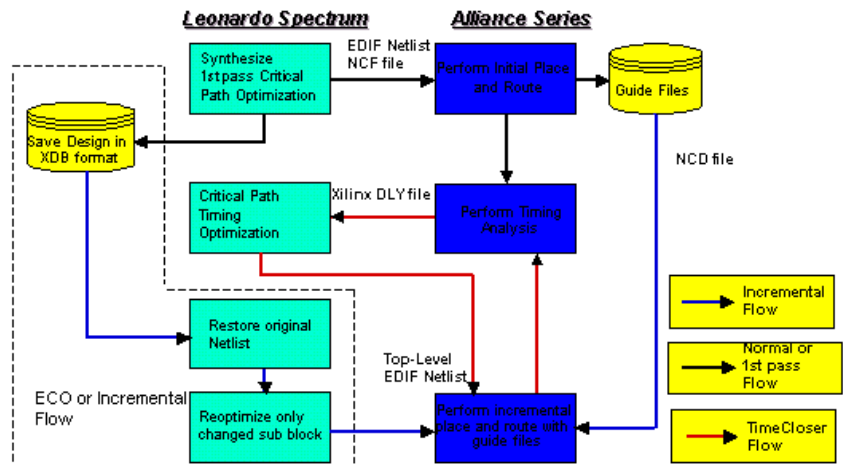 Leonardo Spectrum
Alliance Series
Synthesize
1st pass Critical
Path Optimization
EDIF Netlist
NCF file
Perform Initial Place
and Route
Guide Files
Save Design in
XDB format
NCD file
Critical Path
Timing
Optimization
Xilinx DLY file
Perform Timing
Analysis
Incremental
Flow
Restore original
Netlist
Top-Level
EDIF Netlist
Normal or
1st pass
Flow
ECO or Incremental
Flow
Reoptimize only
changed sub block
Perform incremental
place and route with
guide files
TimeCloser
Flow